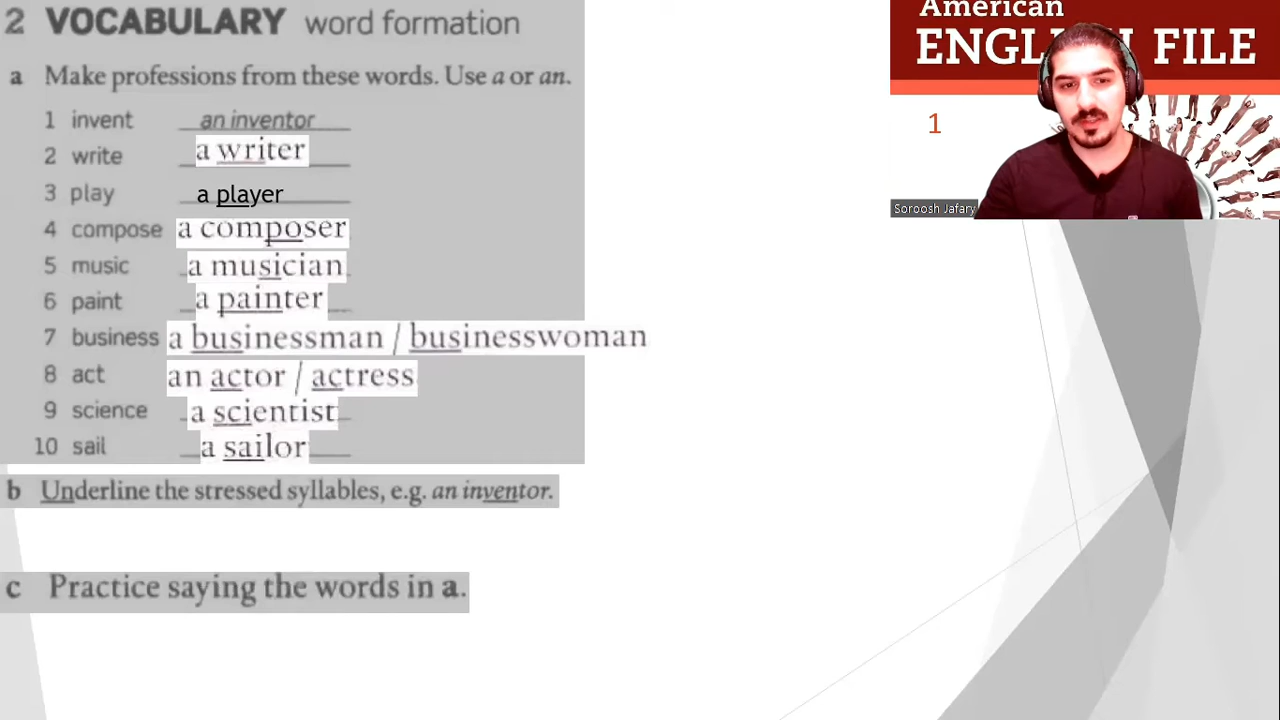 2 VOCABULARY word formation
a Make professions from these words. Use a or an.
1 invent an inventor
2 write a writer
3 play a player
4 compose a composer
5 music a musician
6 paint a painter
7 business a businessman / businesswoman
8 act an actor / actress
9 science a scientist
10 sail a sailor
b Underline the stressed syllables, e.g. an inventor.
c Practice saying the words in a.
American
ENGL FILE
1
Soroosh Jafary